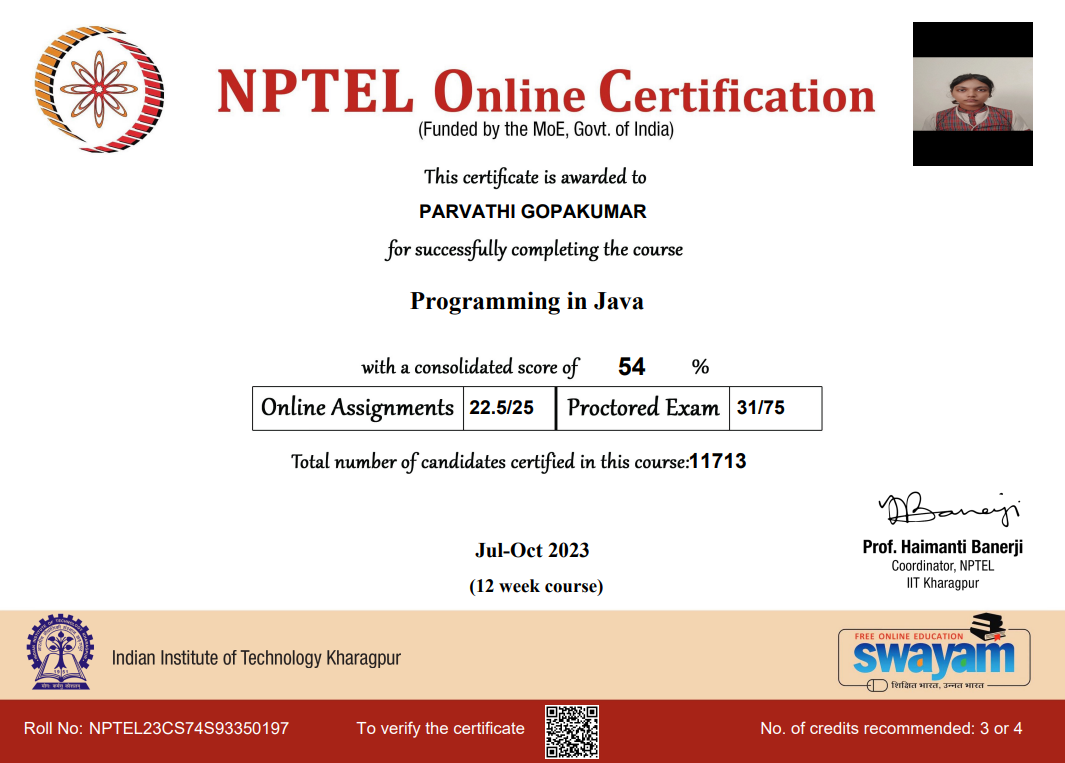 NPTEL Online Certification
(Funded by the MoE, Govt. of India)
This certificate is awarded to
PARVATHI GOPAKUMAR
for successfully completing the course
Programming in Java
with a consolidated score of 54 %
Online Assignments 22.5/25 Proctored Exam 31/75
Total number of candidates certified in this course:11713
Jul-Oct 2023
(12 week course)
Prof. Haimanti Banerji
Coordinator, NPTEL
IIT Kharagpur
Indian Institute of Technology Kharagpur
FREE ONLINE EDUCATION
swayam
शिक्षित भारत, उन्नत भारत
Roll No: NPTEL23CS74S93350197 To verify the certificate No. of credits recommended: 3 or 4